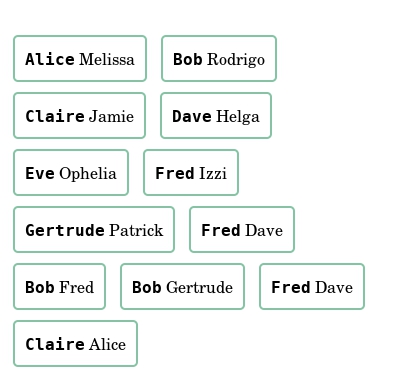 Alice Melissa Bob Rodrigo
Claire Jamie Dave Helga
Eve Ophelia Fred Izzi
Gertrude Patrick Fred Dave
Bob Fred Bob Gertrude Fred Dave
Claire Alice